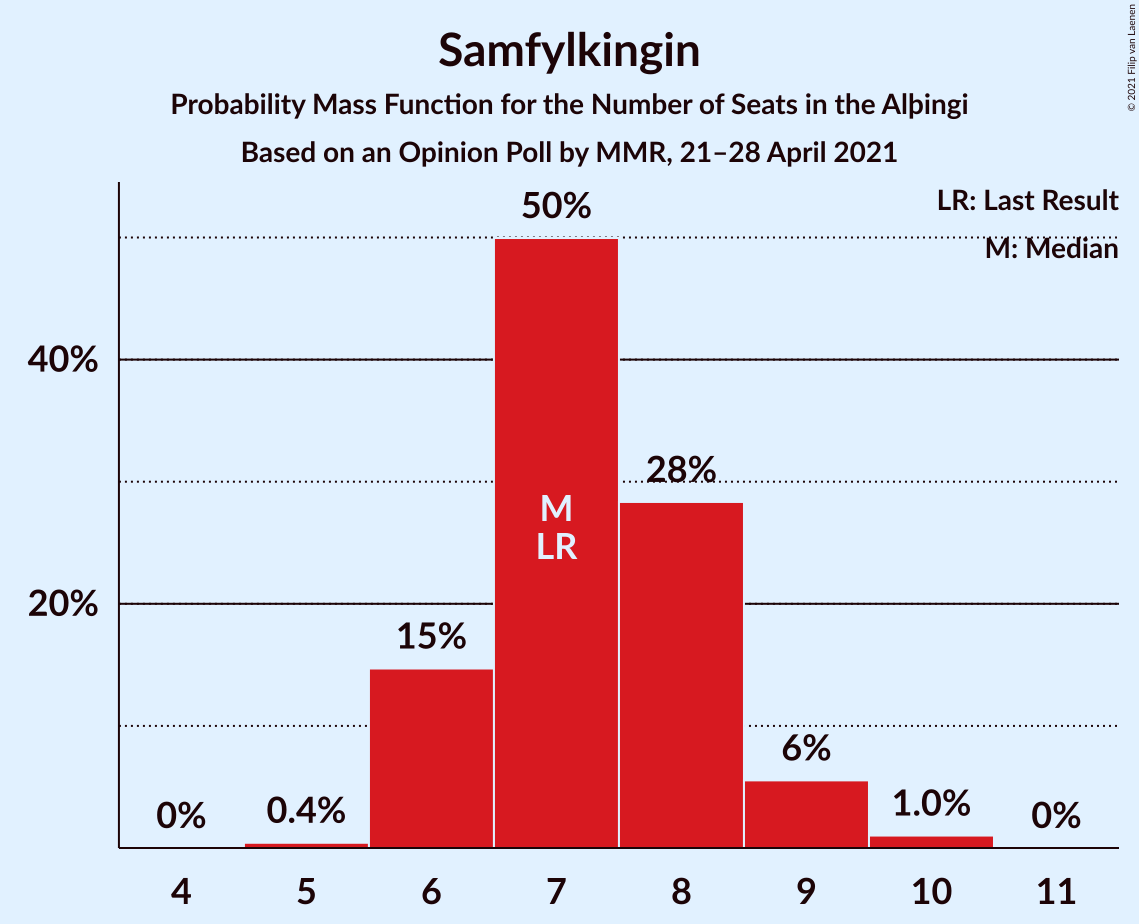 Samfylkingin
Probability Mass Function for the Number of Seats in the Alþingi
Based on an Opinion Poll by MMR, 21–28 April 2021
© 2021 Filip van Laenen
LR: Last Result
M: Median
50%
40%
28%
M
LR
20%
15%
6%
0%
0.4%
1.0%
0%
4 5 6 7 8 9 10 11